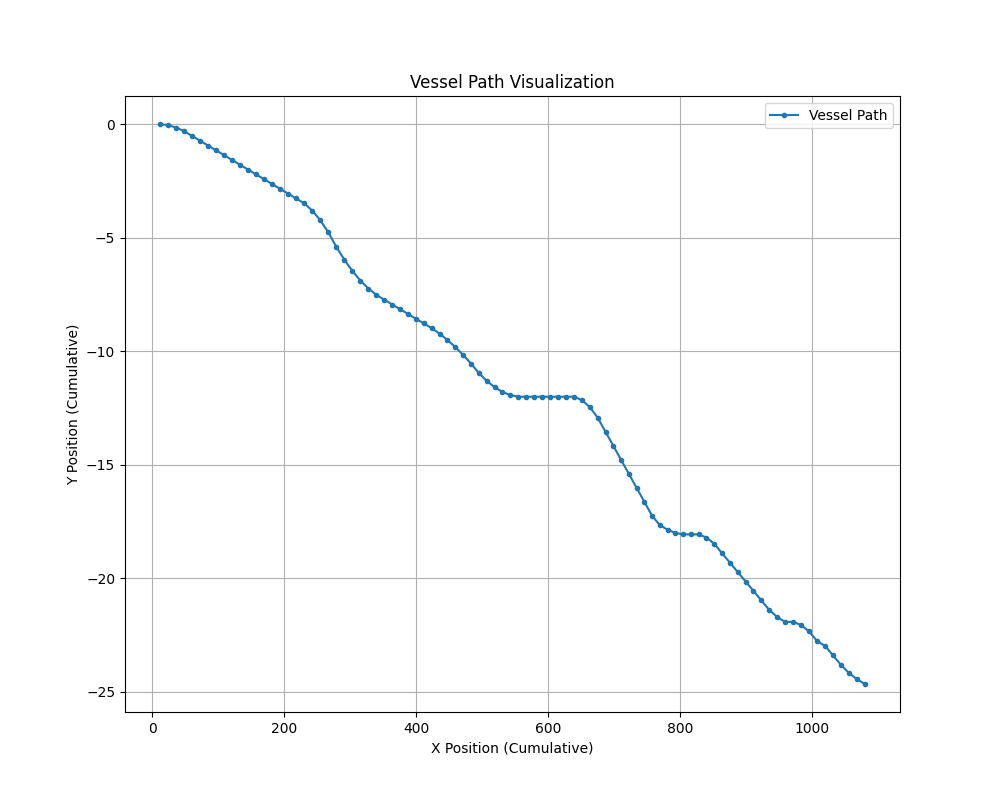 Vessel Path Visualization
Vessel Path
0
−5
−10
−15
−20
−25
Y Position (Cumulative)
0 200 400 600 800 1000
X Position (Cumulative)